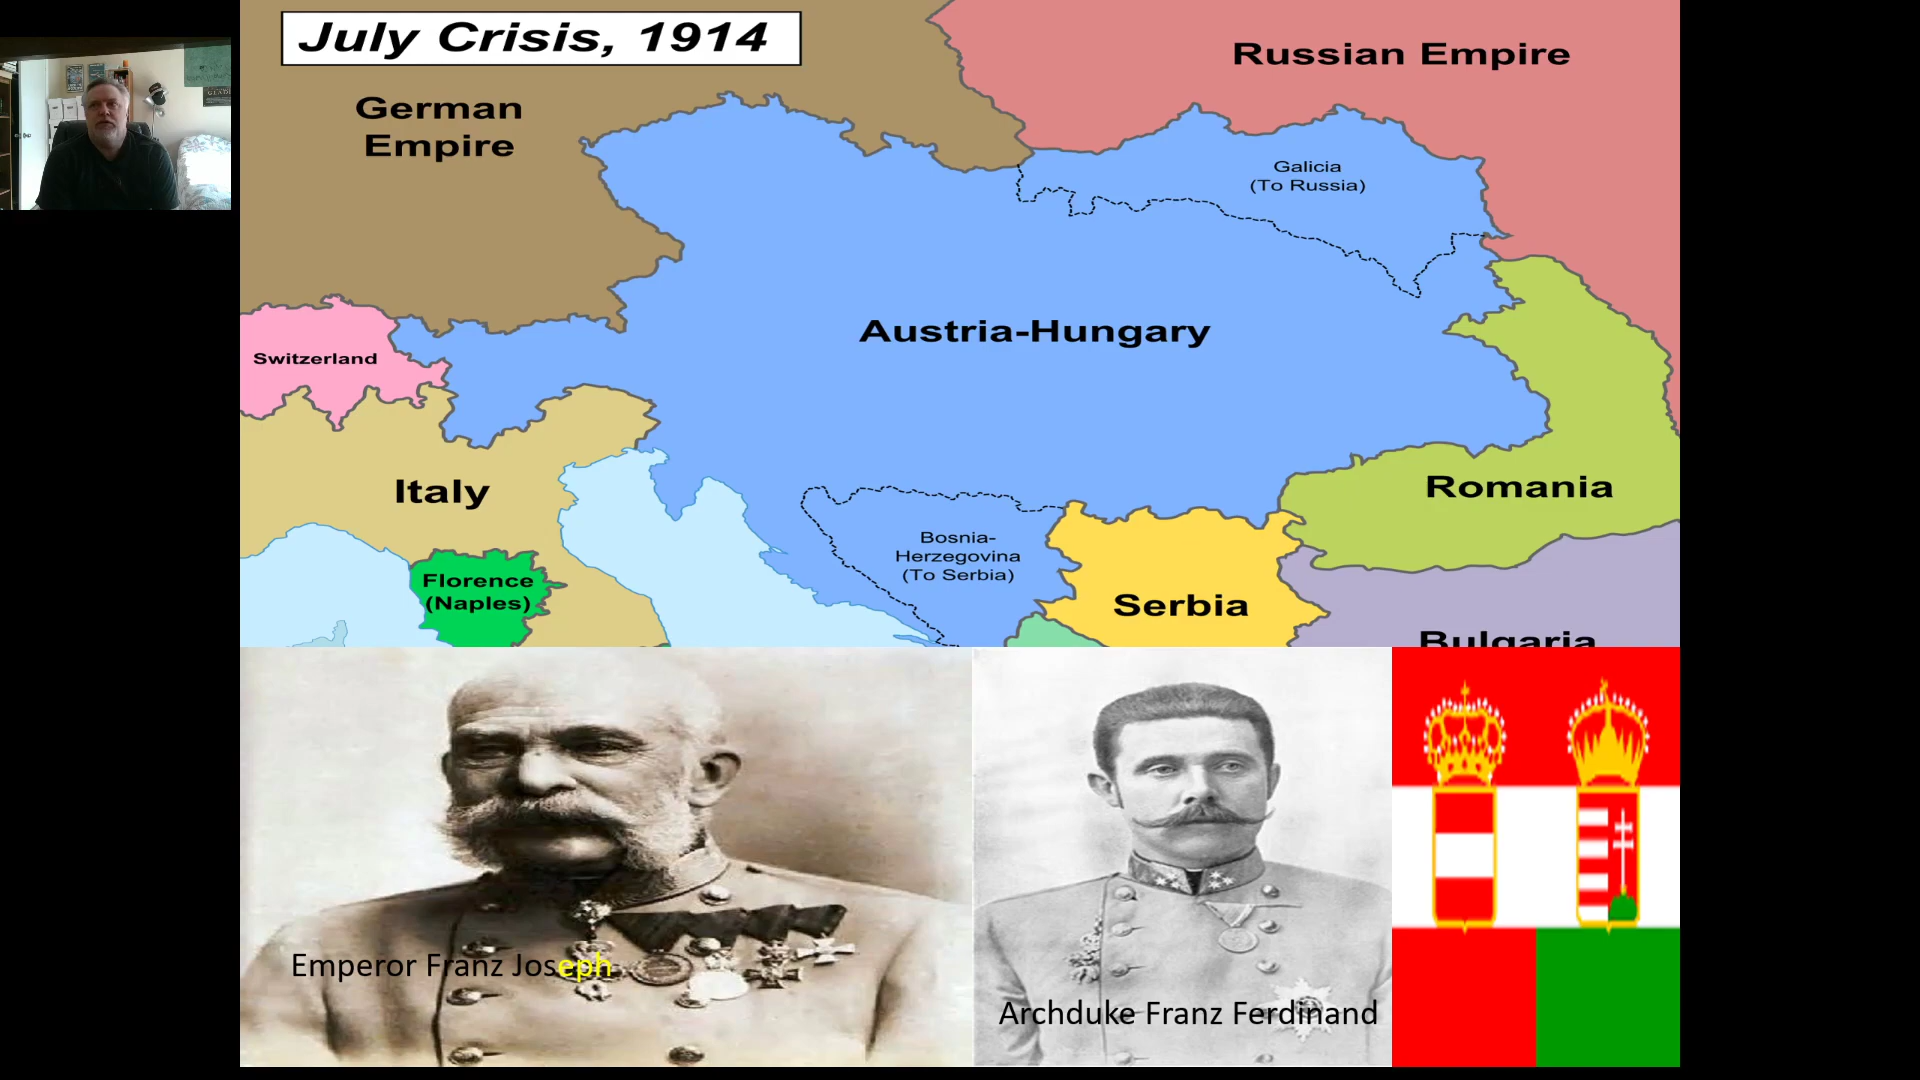 July Crisis, 1914
Russian Empire
German
Empire
Galicia
(To Russia)
Austria-Hungary
Switzerland
Italy
Romania
Bosnia-
Herzegovina
(To Serbia)
Florence
(Naples)
Serbia
Bulgaria
Emperor Franz Joseph
Archduke Franz Ferdinand